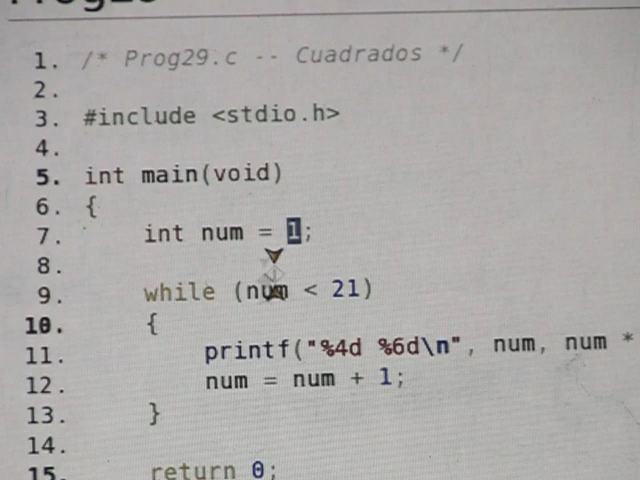 1. /* Prog29.c -- Cuadrados */
2.
3. #include <stdio.h>
4.
5. int main(void)
6. {
7. int num = 1;
8.
9. while (num < 21)
10. {
11. printf("%4d %6d\n", num, num *
12. num = num + 1;
13. }
14.
15. return 0;